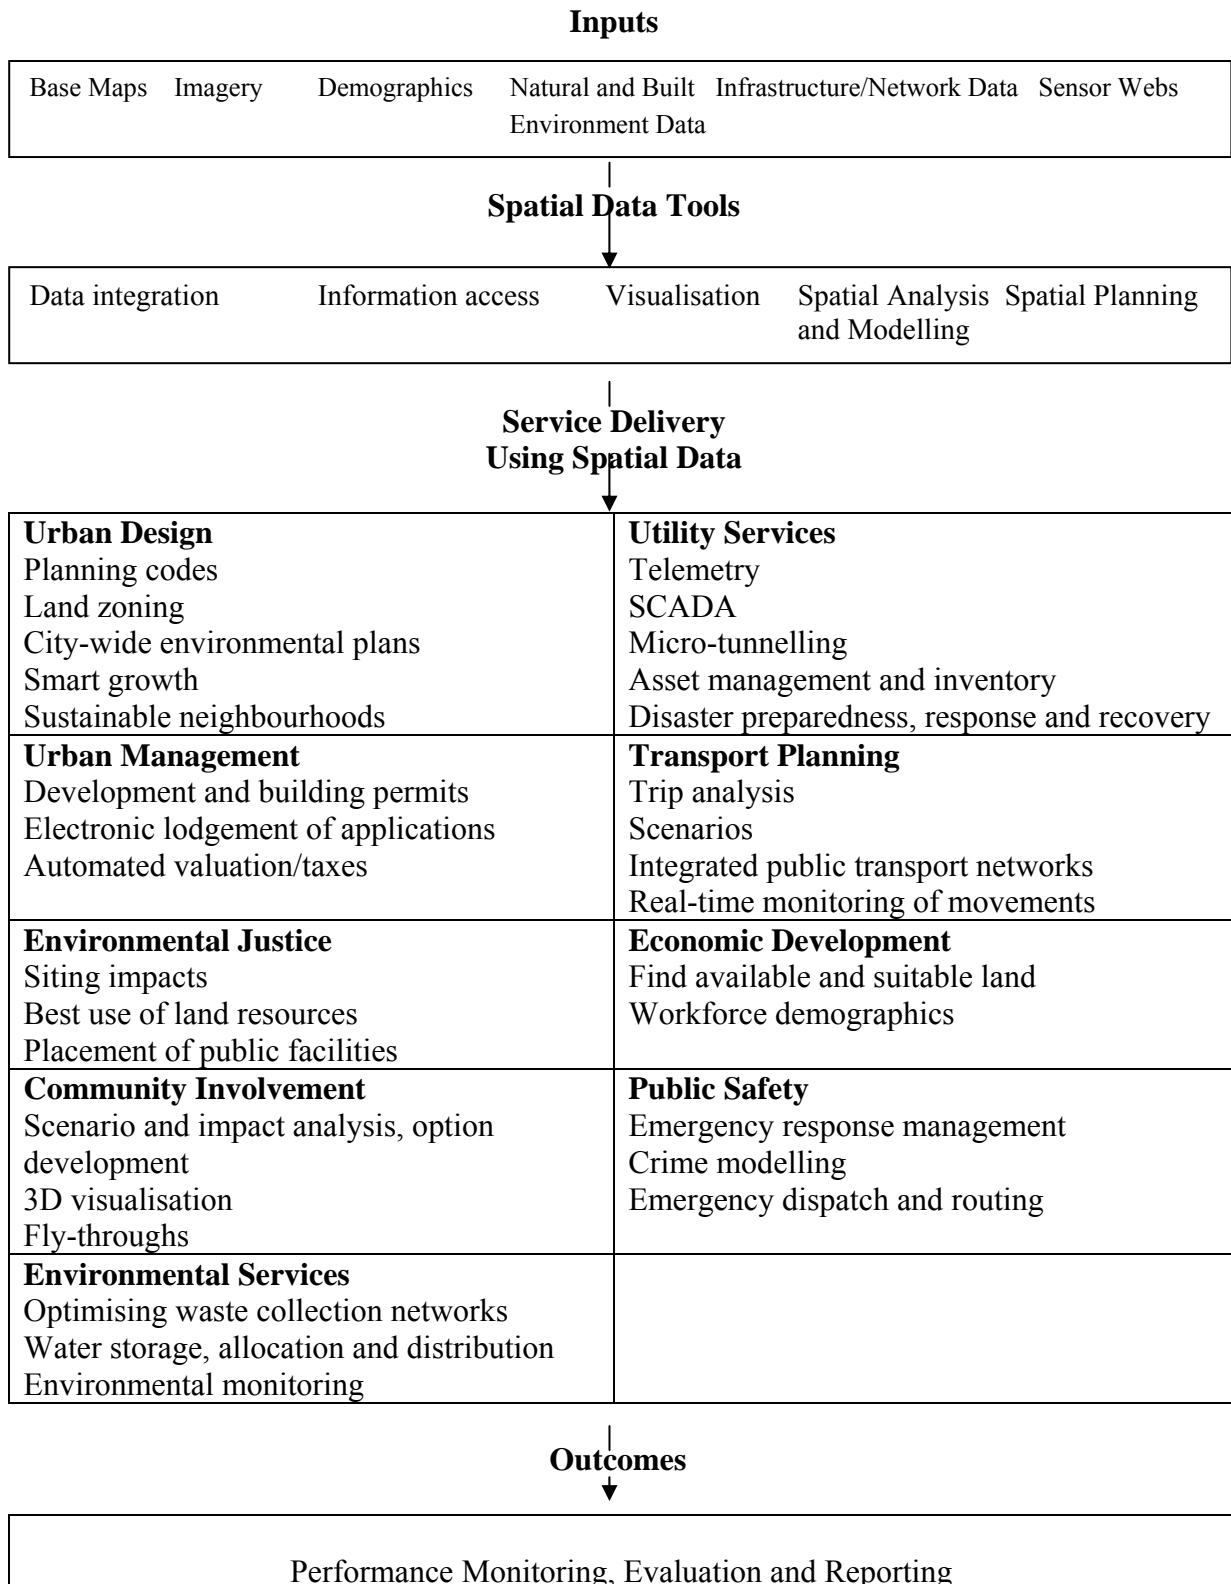 Inputs
Base Maps Imagery Demographics Natural and Built Infrastructure/Network Data Sensor Webs
Environment Data
Spatial Data Tools
Data integration Information access Visualisation Spatial Analysis Spatial Planning
and Modelling
Service Delivery
Using Spatial Data
Urban Design
Planning codes
Land zoning
City-wide environmental plans
Smart growth
Sustainable neighbourhoods
Utility Services
Telemetry
SCADA
Micro-tunnelling
Asset management and inventory
Disaster preparedness, response and recovery
Urban Management
Development and building permits
Electronic lodgement of applications
Automated valuation/taxes
Transport Planning
Trip analysis
Scenarios
Integrated public transport networks
Real-time monitoring of movements
Environmental Justice
Siting impacts
Best use of land resources
Placement of public facilities
Economic Development
Find available and suitable land
Workforce demographics
Community Involvement
Scenario and impact analysis, option
development
3D visualisation
Fly-throughs
Public Safety
Emergency response management
Crime modelling
Emergency dispatch and routing
Environmental Services
Optimising waste collection networks
Water storage, allocation and distribution
Environmental monitoring
Outcomes
Performance Monitoring, Evaluation and Reporting